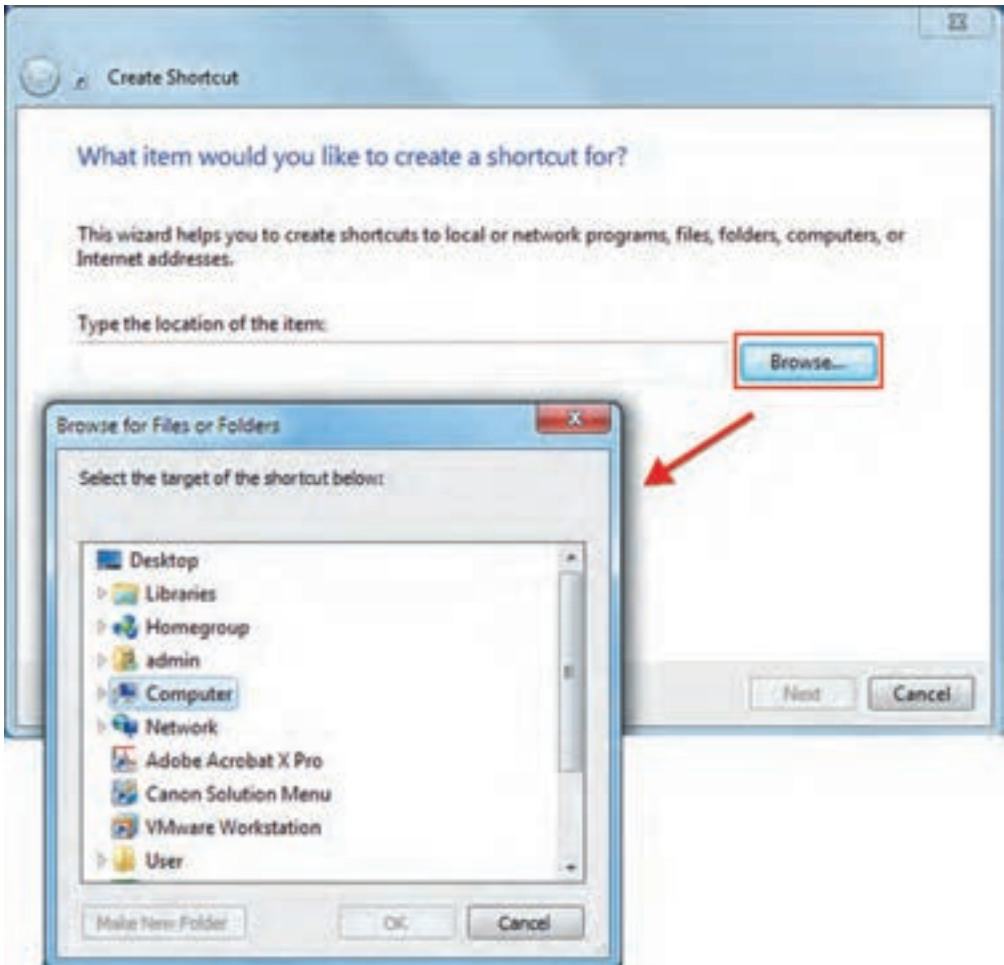 Create Shortcut
What item would you like to create a shortcut for?
This wizard helps you to create shortcuts to local or network programs, files, folders, computers, or
Internet addresses.
Type the location of the item:
Browse...
Browse for Files or Folders
Select the target of the shortcut below:
Desktop
Libraries
Homegroup
admin
Computer
Network
Adobe Acrobat X Pro
Canon Solution Menu
VMware Workstation
User
Make New Folder
OK
Cancel
Next
Cancel